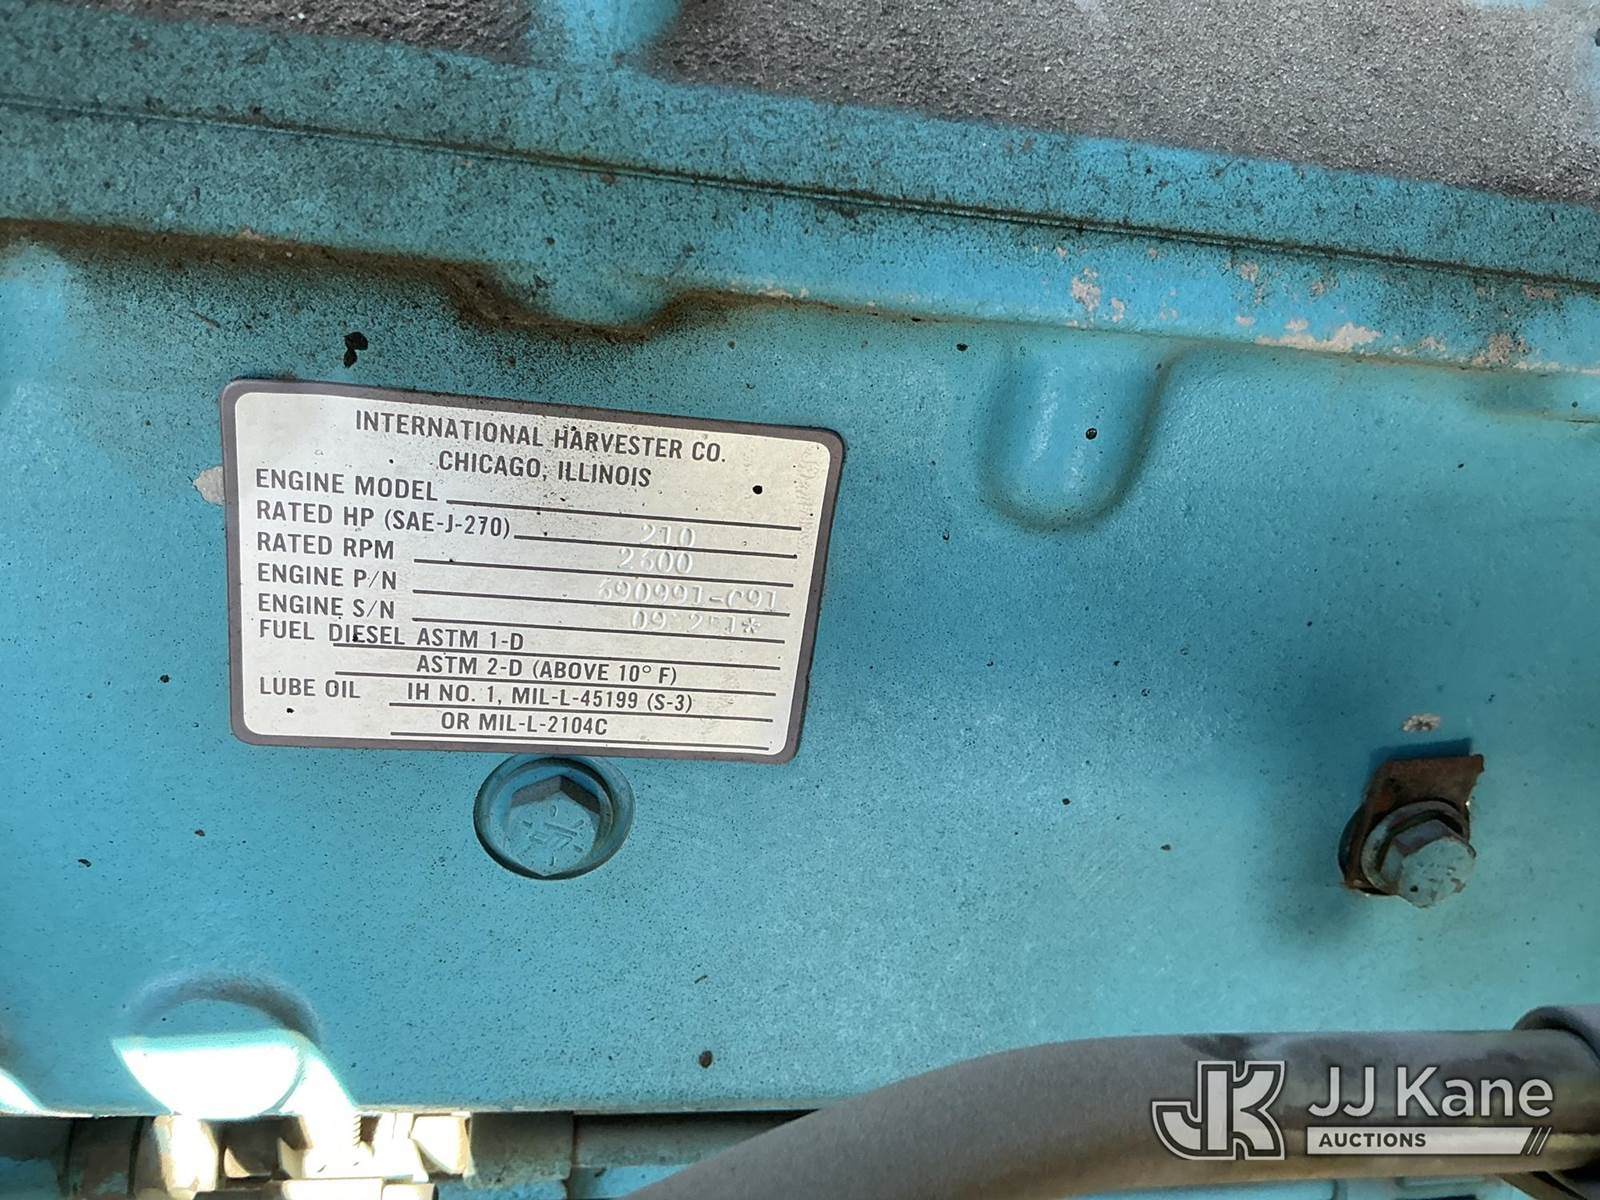 INTERNATIONAL HARVESTER CO.
CHICAGO, ILLINOIS
ENGINE MODEL
RATED HP (SAE-J-270) 210
RATED RPM
ENGINE P/N
ENGINE S/N
FUEL DIESEL ASTM 1-D
ASTM 2-D (ABOVE 10° F)
LUBE OIL IH NO. 1, MIL-L-45199 (S-3)
OR MIL-L-2104C
JK JJ Kane
AUCTIONS